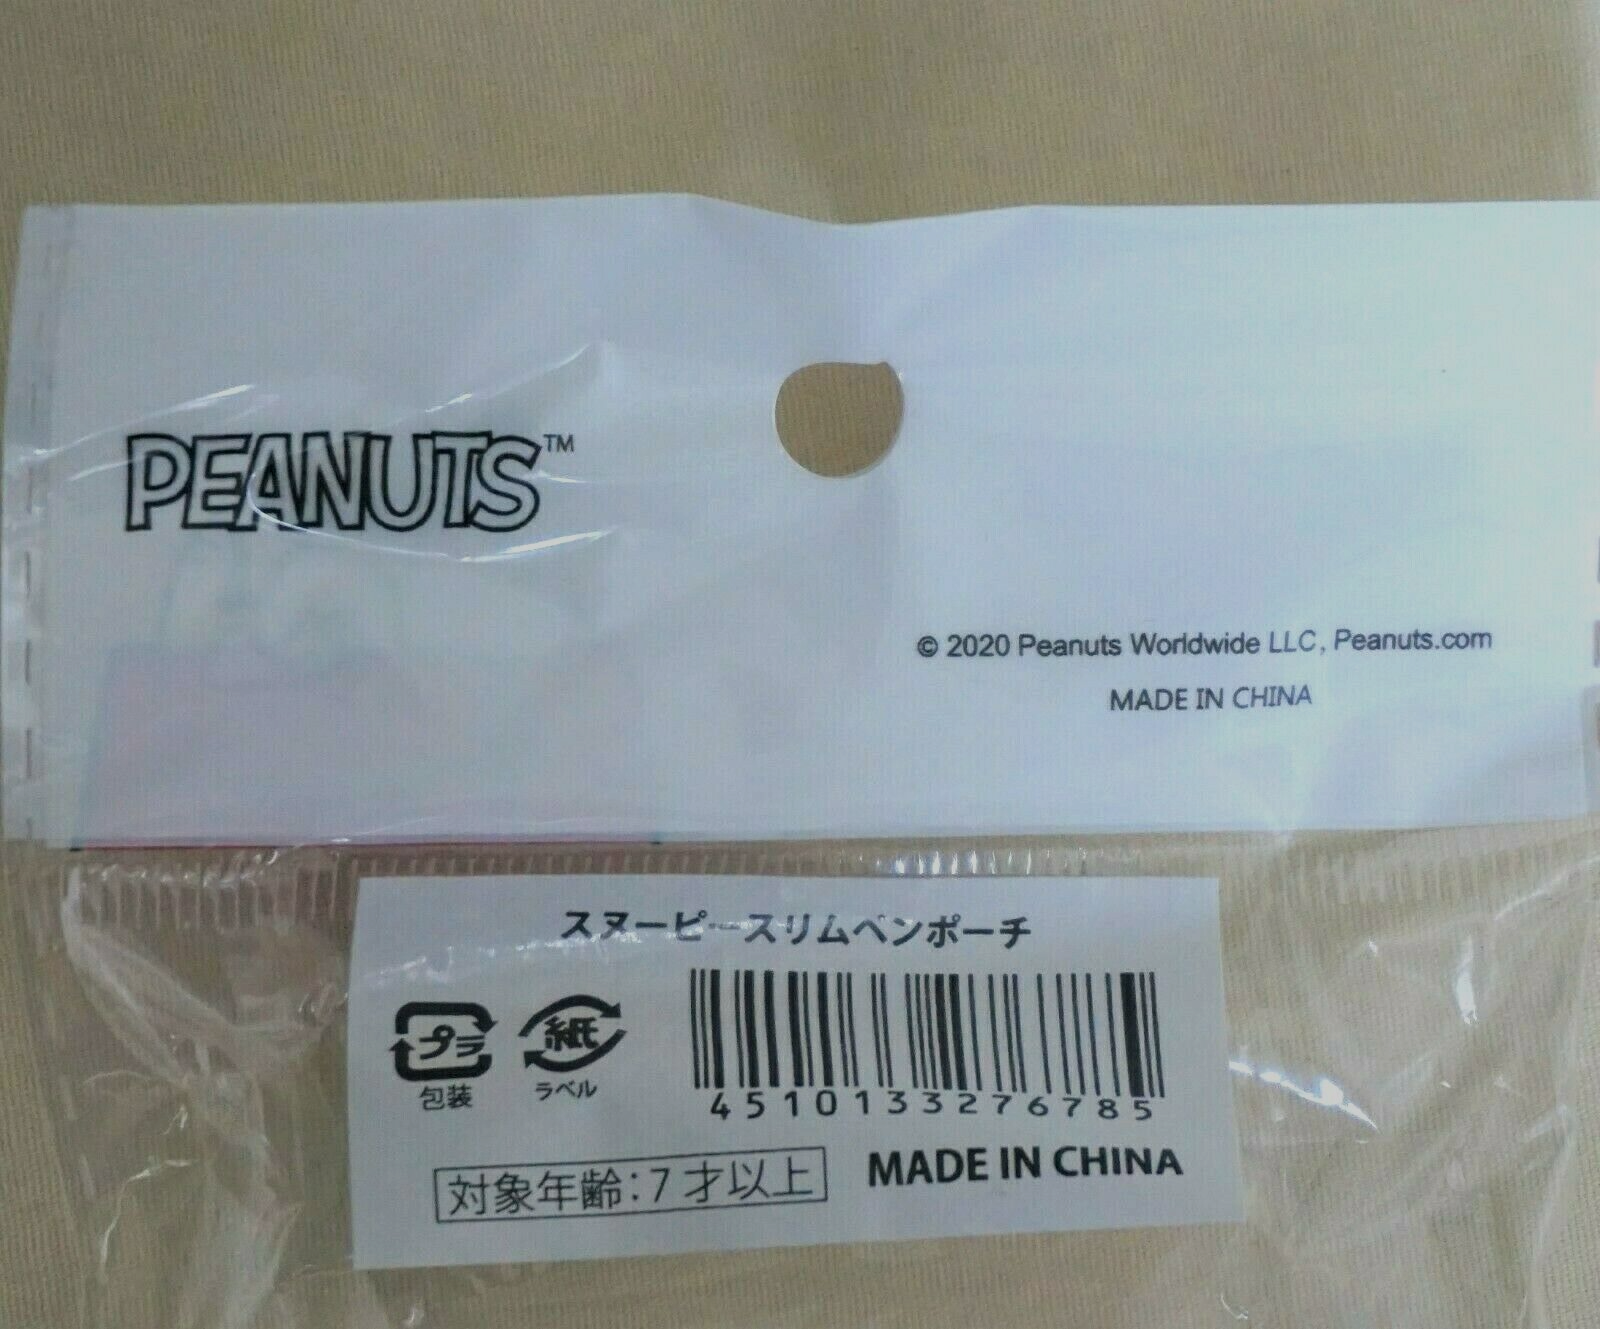 PEANUTS™
© 2020 Peanuts Worldwide LLC, Peanuts.com
MADE IN CHINA
スヌーピースリムペンポーチ
プラ
包装
紙
ラベル
4510133276785
対象年齢:7才以上
MADE IN CHINA